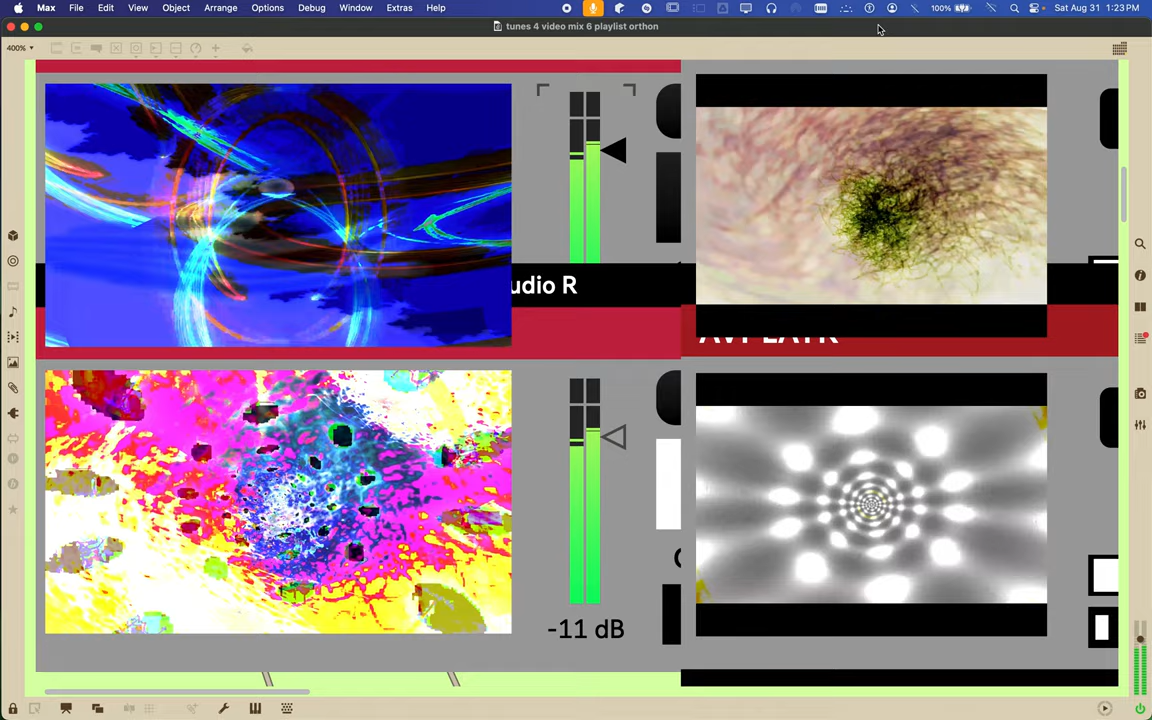 Max File Edit View Object Arrange Options Debug Window Extras Help 100% Sat Aug 31 1:23 PM
tunes 4 video mix 6 playlist orthon
400%
udio R
-11 dB